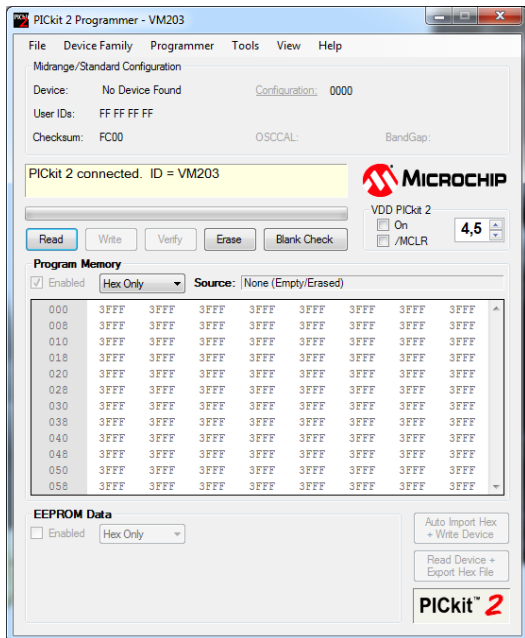 PICkit 2 Programmer - VM203
File Device Family Programmer Tools View Help
Midrange/Standard Configuration
Device: No Device Found Configuration: 0000
User IDs: FF FF FF FF
Checksum: FC00 OSCCAL: BandGap:
PICkit 2 connected. ID = VM203
MICROCHIP
VDD PICkit 2
On
/MCLR
4,5
Read Write Verify Erase Blank Check
Program Memory
Enabled Hex Only Source: None (Empty/Erased)
000 3FFF 3FFF 3FFF 3FFF 3FFF 3FFF 3FFF 3FFF
008 3FFF 3FFF 3FFF 3FFF 3FFF 3FFF 3FFF 3FFF
010 3FFF 3FFF 3FFF 3FFF 3FFF 3FFF 3FFF 3FFF
018 3FFF 3FFF 3FFF 3FFF 3FFF 3FFF 3FFF 3FFF
020 3FFF 3FFF 3FFF 3FFF 3FFF 3FFF 3FFF 3FFF
028 3FFF 3FFF 3FFF 3FFF 3FFF 3FFF 3FFF 3FFF
030 3FFF 3FFF 3FFF 3FFF 3FFF 3FFF 3FFF 3FFF
038 3FFF 3FFF 3FFF 3FFF 3FFF 3FFF 3FFF 3FFF
040 3FFF 3FFF 3FFF 3FFF 3FFF 3FFF 3FFF 3FFF
048 3FFF 3FFF 3FFF 3FFF 3FFF 3FFF 3FFF 3FFF
050 3FFF 3FFF 3FFF 3FFF 3FFF 3FFF 3FFF 3FFF
058 3FFF 3FFF 3FFF 3FFF 3FFF 3FFF 3FFF 3FFF
EEPROM Data
Enabled Hex Only
Auto Import Hex
+ Write Device
Read Device +
Export Hex File
PICkit™ 2